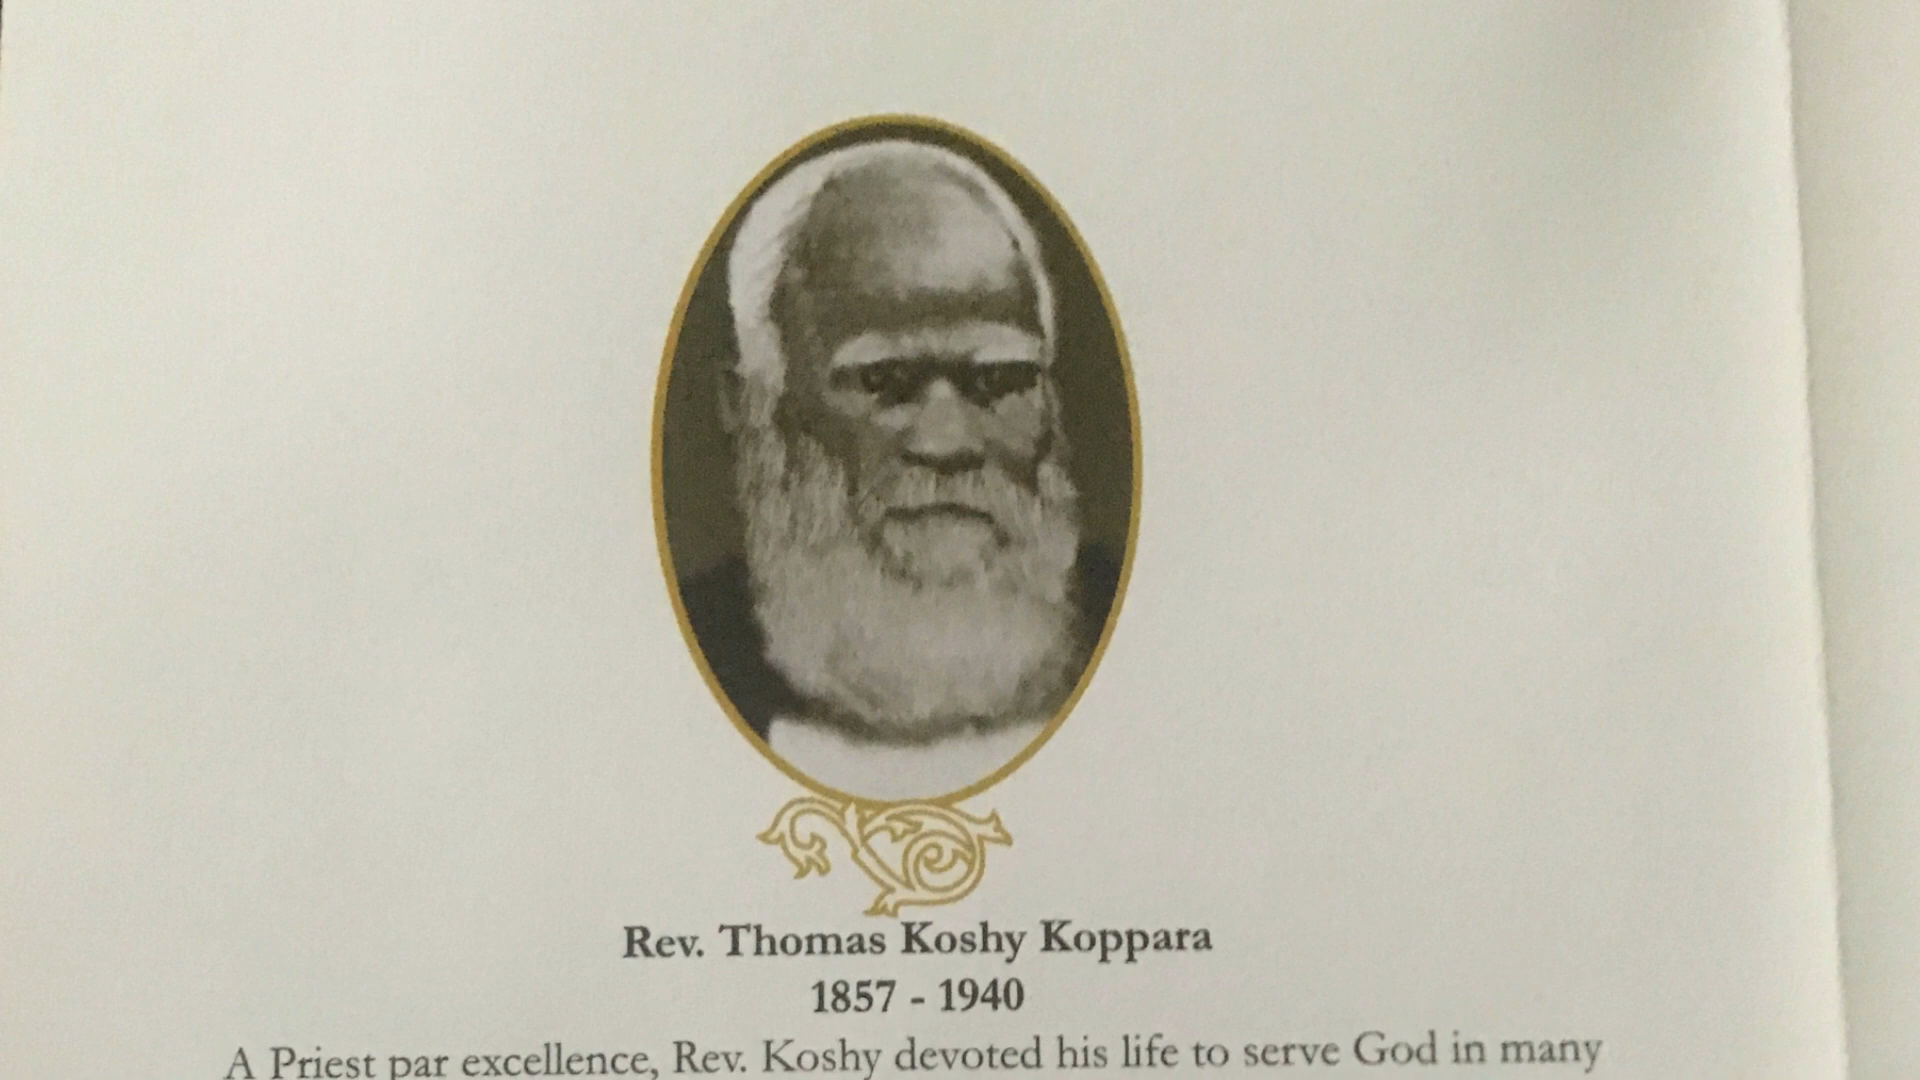 Rev. Thomas Koshy Koppara
1857 - 1940
A Priest par excellence, Rev. Koshy devoted his life to serve God in many